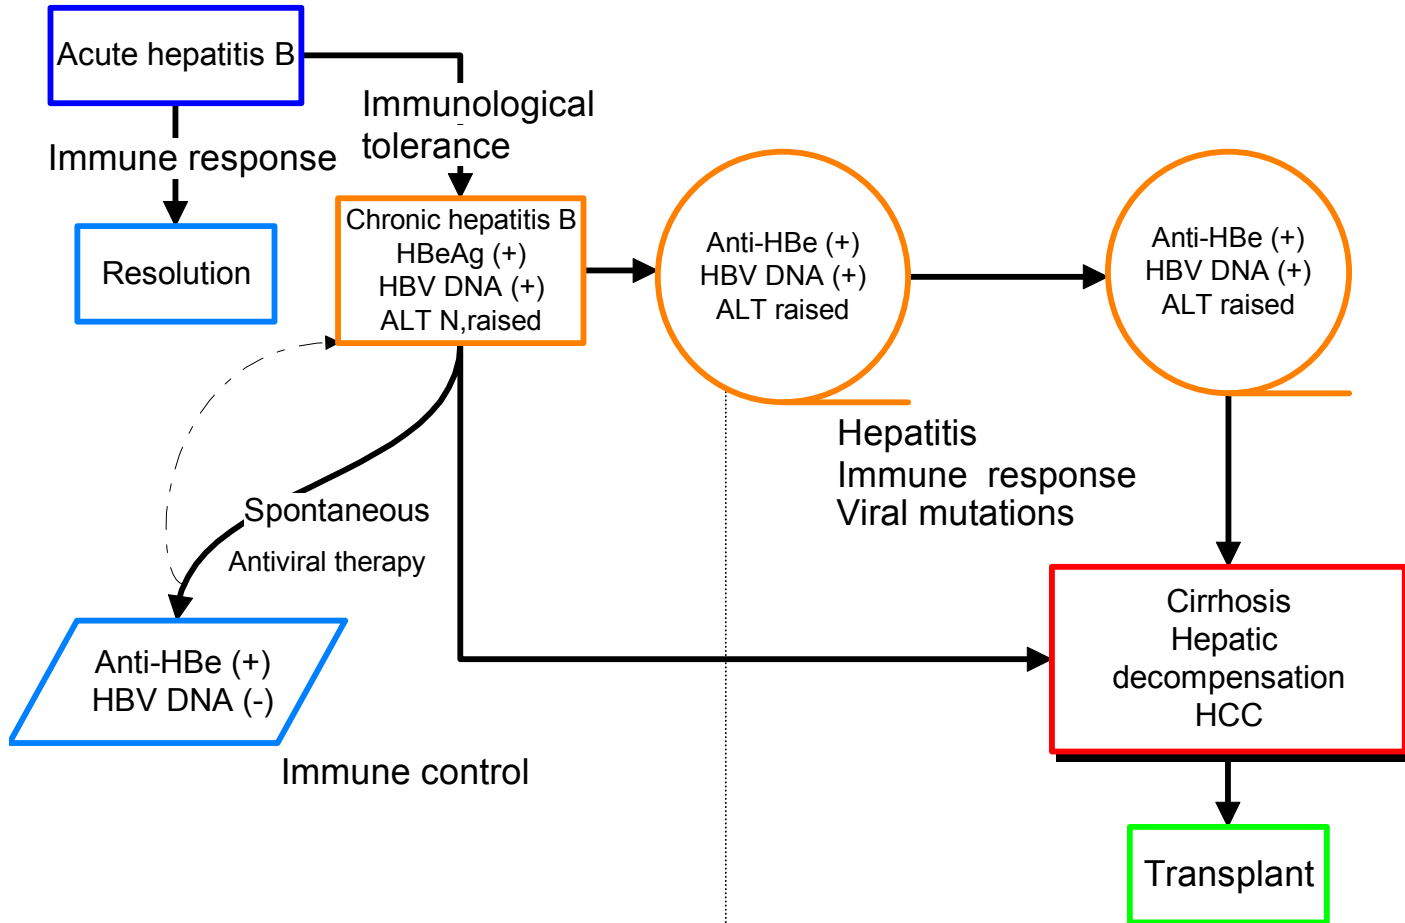 Acute hepatitis B
Immunological
tolerance
Immune response
Resolution
Chronic hepatitis B
HBeAg (+)
HBV DNA (+)
ALT N,raised
Anti-HBe (+)
HBV DNA (+)
ALT raised
Anti-HBe (+)
HBV DNA (+)
ALT raised
Hepatitis
Immune response
Viral mutations
Spontaneous
Antiviral therapy
Anti-HBe (+)
HBV DNA (-)
Immune control
Cirrhosis
Hepatic
decompensation
HCC
Transplant